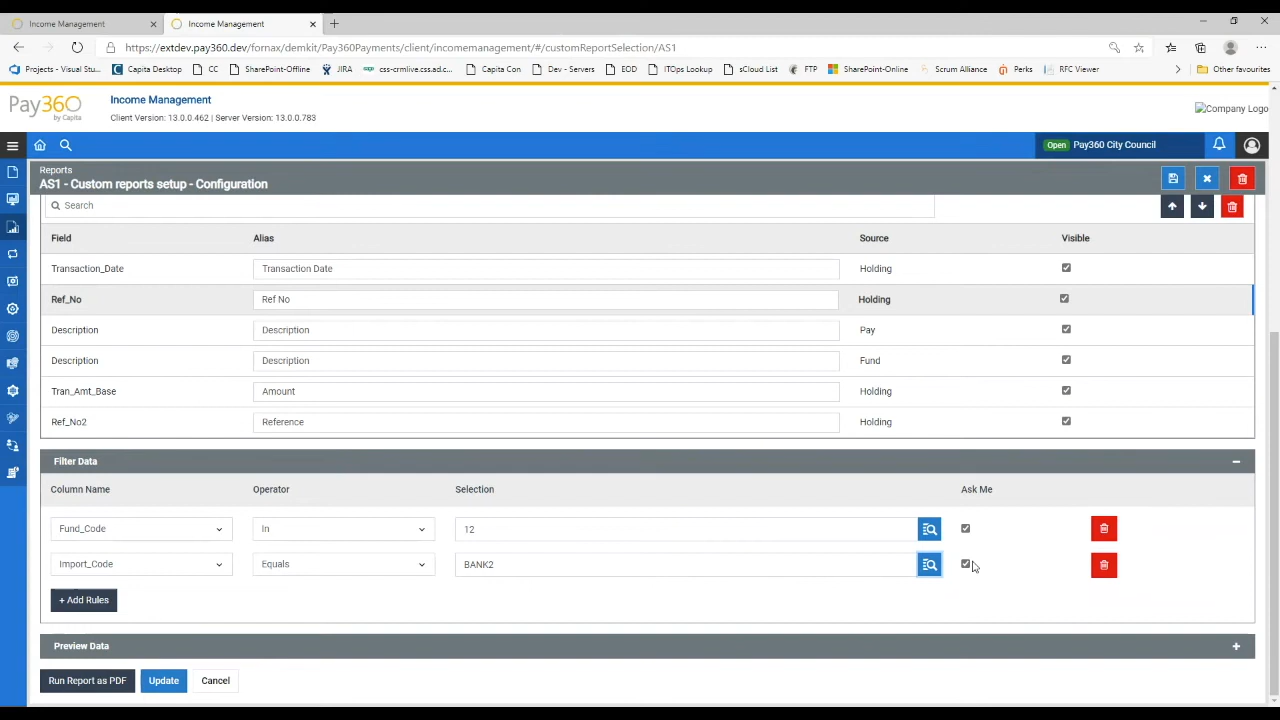 Income Management
Income Management
https://extdev.pay360.dev/fornax/demkit/Pay360Payments/client/incomemanagement/#/customReportSelection/AS1
Projects - Visual Stu... Capita Desktop CC SharePoint-Offline JIRA css-crmlive.css.ad.c... Capita Con Dev - Servers EOD ITOps Lookup sCloud List FTP SharePoint-Online Scrum Alliance Perks RFC Viewer Other favourites
Pay360
by Capita
Income Management
Client Version: 13.0.0.462 | Server Version: 13.0.0.783
Company Logo
Open Pay360 City Council
Reports
AS1 - Custom reports setup - Configuration
Search
Field Alias Source Visible
Transaction_Date Transaction Date Holding
Ref_No Ref No Holding
Description Description Pay
Description Description Fund
Tran_Amt_Base Amount Holding
Ref_No2 Reference Holding
Filter Data
Column Name Operator Selection Ask Me
Fund_Code In 12
Import_Code Equals BANK2
+ Add Rules
Preview Data
Run Report as PDF Update Cancel